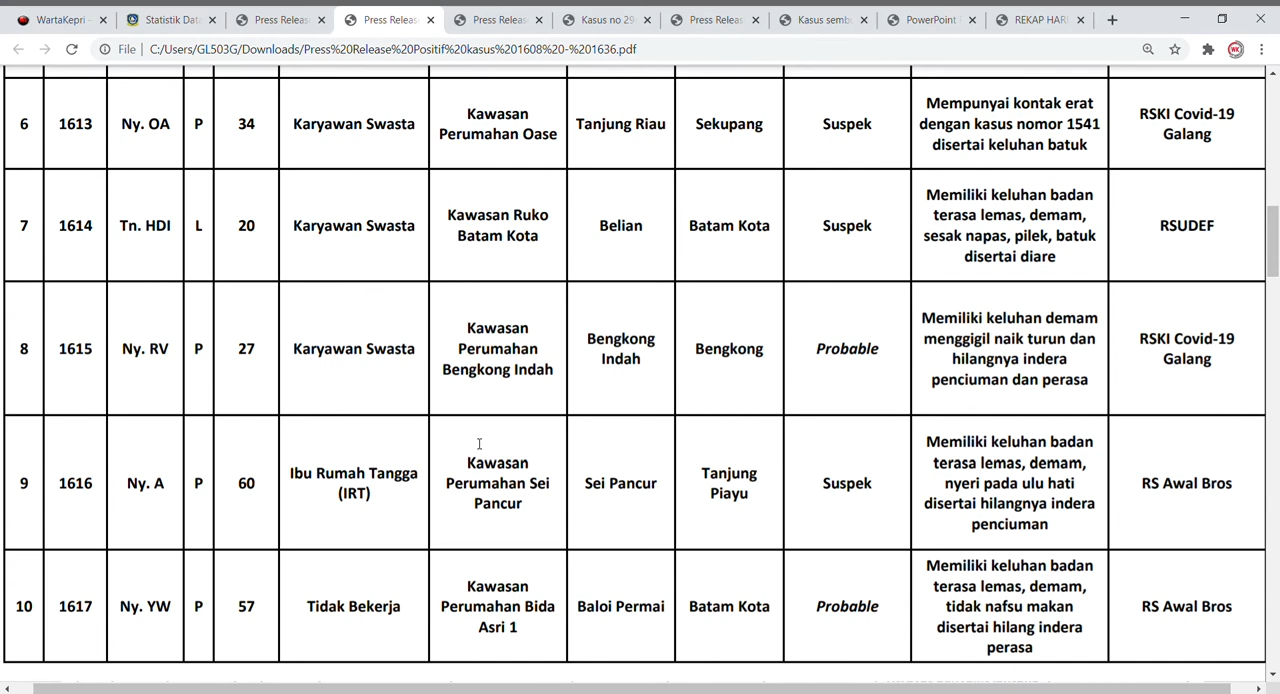 WartaKepri –
Statistik Data
Press Releas
Press Releas
Press Releas
Kasus no 29
Press Releas
Kasus semb
PowerPoint
REKAP HARI
File
C:/Users/GL503G/Downloads/Press%20Release%20Positif%20kasus%201608%20-%201636.pdf
6
1613
Ny. OA
P
34
Karyawan Swasta
Kawasan
Perumahan Oase
Tanjung Riau
Sekupang
Suspek
Mempunyai kontak erat
dengan kasus nomor 1541
disertai keluhan batuk
RSKI Covid-19
Galang
7
1614
Tn. HDI
L
20
Karyawan Swasta
Kawasan Ruko
Batam Kota
Belian
Batam Kota
Suspek
Memiliki keluhan badan
terasa lemas, demam,
sesak napas, pilek, batuk
disertai diare
RSUDEF
8
1615
Ny. RV
P
27
Karyawan Swasta
Kawasan
Perumahan
Bengkong Indah
Bengkong
Indah
Bengkong
Probable
Memiliki keluhan demam
menggigil naik turun dan
hilangnya indera
penciuman dan perasa
RSKI Covid-19
Galang
9
1616
Ny. A
P
60
Ibu Rumah Tangga
(IRT)
Kawasan
Perumahan Sei
Pancur
Sei Pancur
Tanjung
Piayu
Suspek
Memiliki keluhan badan
terasa lemas, demam,
nyeri pada ulu hati
disertai hilangnya indera
penciuman
RS Awal Bros
10
1617
Ny. YW
P
57
Tidak Bekerja
Kawasan
Perumahan Bida
Asri 1
Baloi Permai
Batam Kota
Probable
Memiliki keluhan badan
terasa lemas, demam,
tidak nafsu makan
disertai hilang indera
perasa
RS Awal Bros